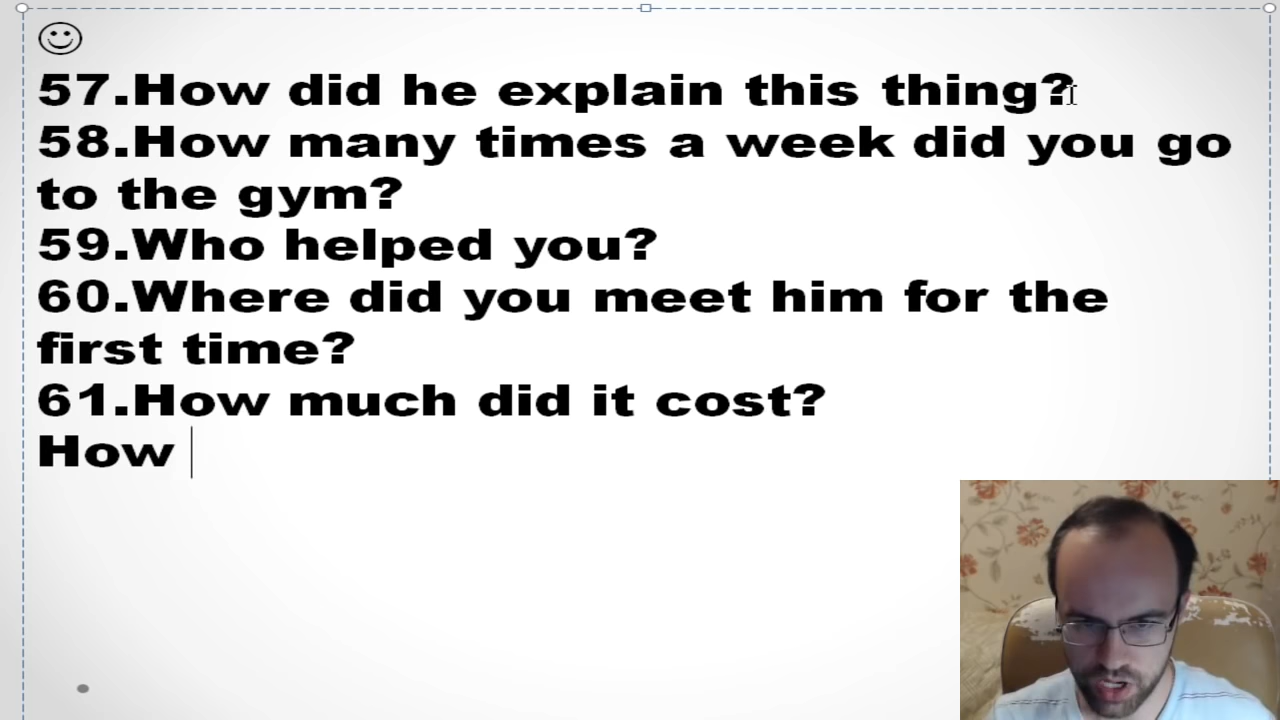 57.How did he explain this thing?
58.How many times a week did you go
to the gym?
59.Who helped you?
60.Where did you meet him for the
first time?
61.How much did it cost?
How